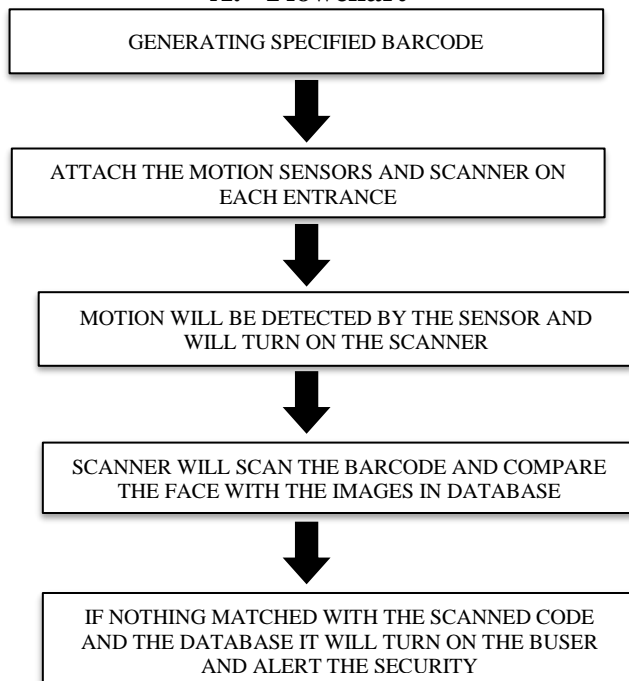 GENERATING SPECIFIED BARCODE
ATTACH THE MOTION SENSORS AND SCANNER ON
EACH ENTRANCE
MOTION WILL BE DETECTED BY THE SENSOR AND
WILL TURN ON THE SCANNER
SCANNER WILL SCAN THE BARCODE AND COMPARE
THE FACE WITH THE IMAGES IN DATABASE
IF NOTHING MATCHED WITH THE SCANNED CODE
AND THE DATABASE IT WILL TURN ON THE BUSER
AND ALERT THE SECURITY